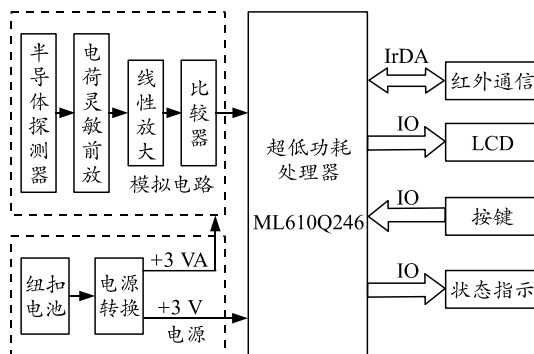 半导体探测器
电荷灵敏前放
线性放大
比较器
模拟电路
纽扣
电池
电源
转换
+3 VA
+3 V
电源
超低功耗
处理器
ML610Q246
IrDA
红外通信
IO
LCD
IO
按键
IO
状态指示